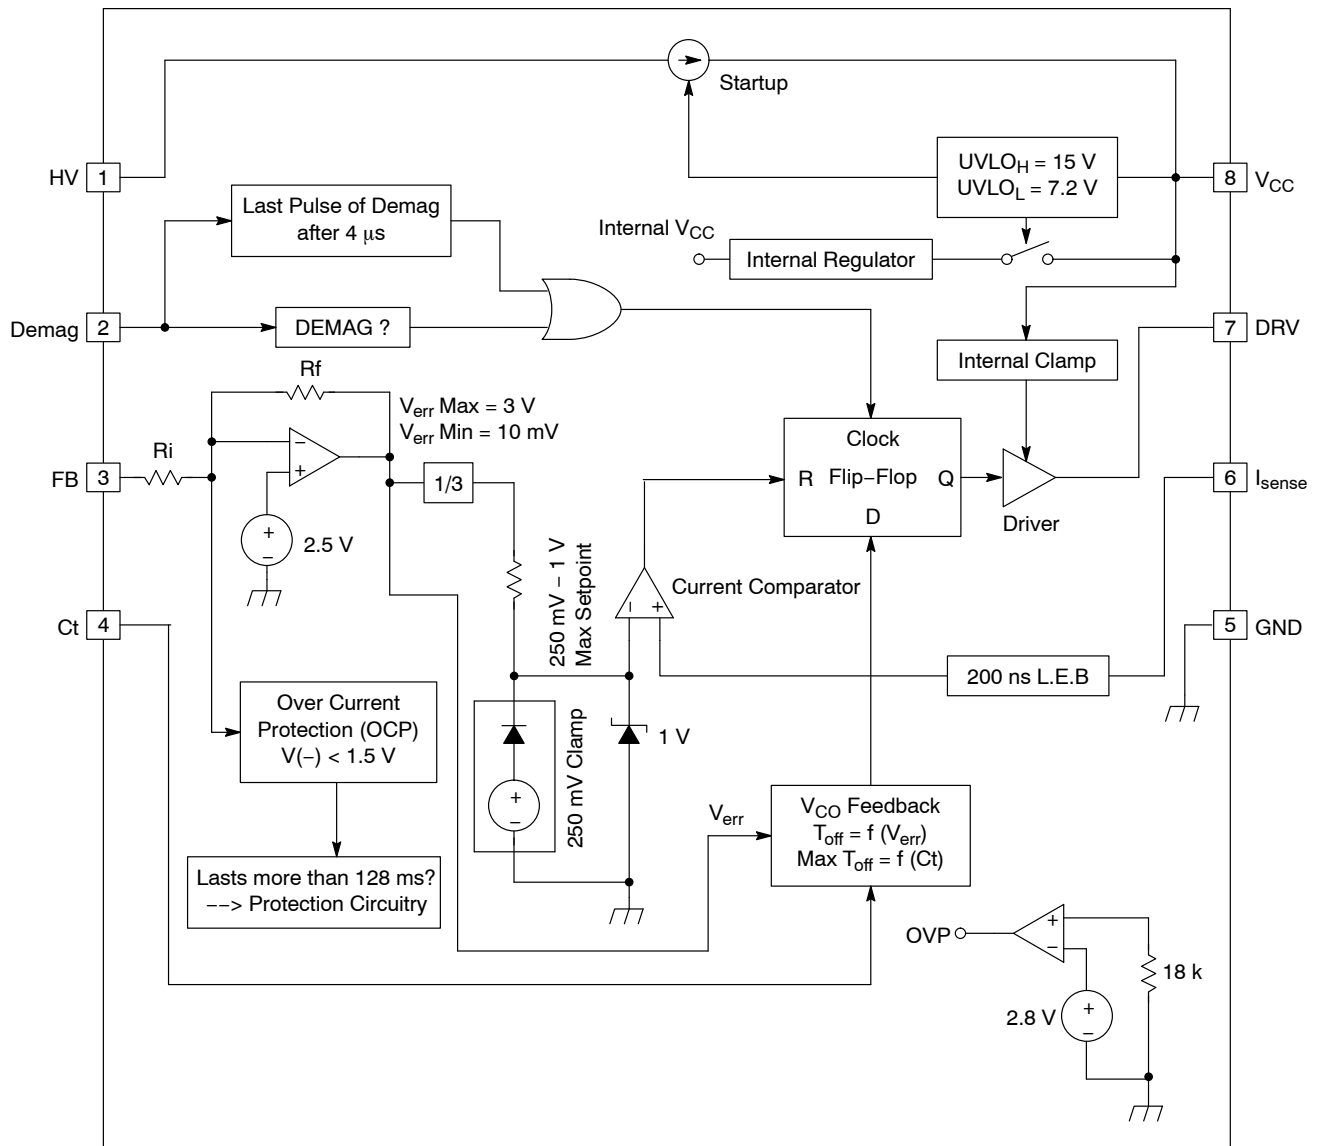 Startup
HV
1
UVLOH = 15 V
UVLOL = 7.2 V
8
VCC
Last Pulse of Demag
after 4 μs
Internal VCC
Internal Regulator
Demag
2
DEMAG ?
7
DRV
Internal Clamp
Rf
Verr Max = 3 V
Verr Min = 10 mV
Ri
FB
3
−
+
1/3
Clock
R Flip−Flop Q
D
Driver
6
Isense
+
−
2.5 V
250 mV − 1 V
Max Setpoint
Current Comparator
−
+
Ct
4
5
GND
200 ns L.E.B
Over Current
Protection (OCP)
V(−) < 1.5 V
250 mV Clamp
+
−
1 V
Verr
VCO Feedback
Toff = f (Verr)
Max Toff = f (Ct)
Lasts more than 128 ms?
−−> Protection Circuitry
OVP
+
−
18 k
2.8 V
+
−